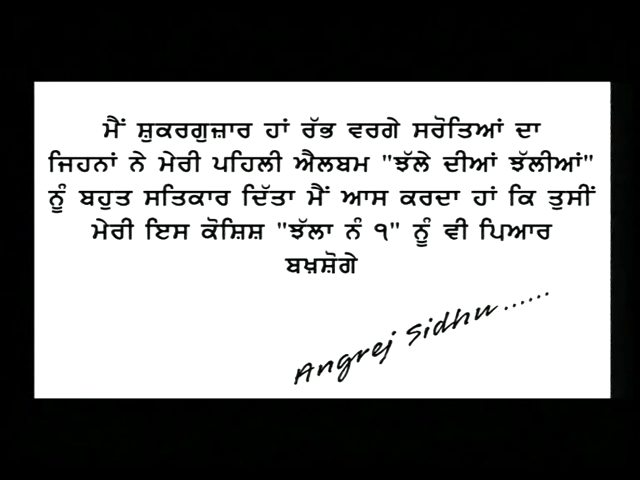 ਮੈਂ ਸ਼ੁਕਰਗੁਜ਼ਾਰ ਹਾਂ ਰੱਭ ਵਰਗੇ ਸਰੋਤਿਆਂ ਦਾ
ਜਿਹਨਾਂ ਨੇ ਮੇਰੀ ਪਹਿਲੀ ਐਲਬਮ "ਝੱਲੇ ਦੀਆਂ ਝੱਲੀਆਂ"
ਨੂੰ ਬਹੁਤ ਸਤਿਕਾਰ ਦਿੱਤਾ ਮੈਂ ਆਸ ਕਰਦਾ ਹਾਂ ਕਿ ਤੁਸੀਂ
ਮੇਰੀ ਇਸ ਕੋਸ਼ਿਸ਼ "ਝੱਲਾ ਨੰ ੧" ਨੂੰ ਵੀ ਪਿਆਰ
ਬਖ਼ਸ਼ੋਗੇ
Angrej Sidhu......